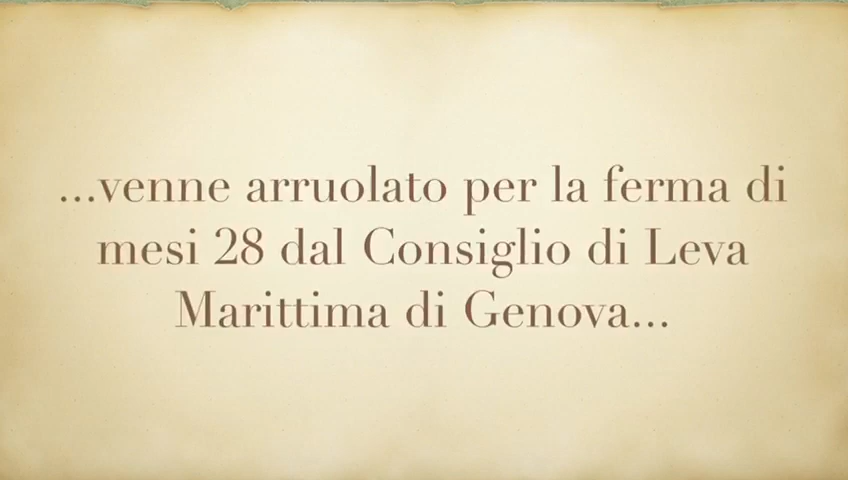 ...venne arruolato per la ferma di
mesi 28 dal Consiglio di Leva
Marittima di Genova...